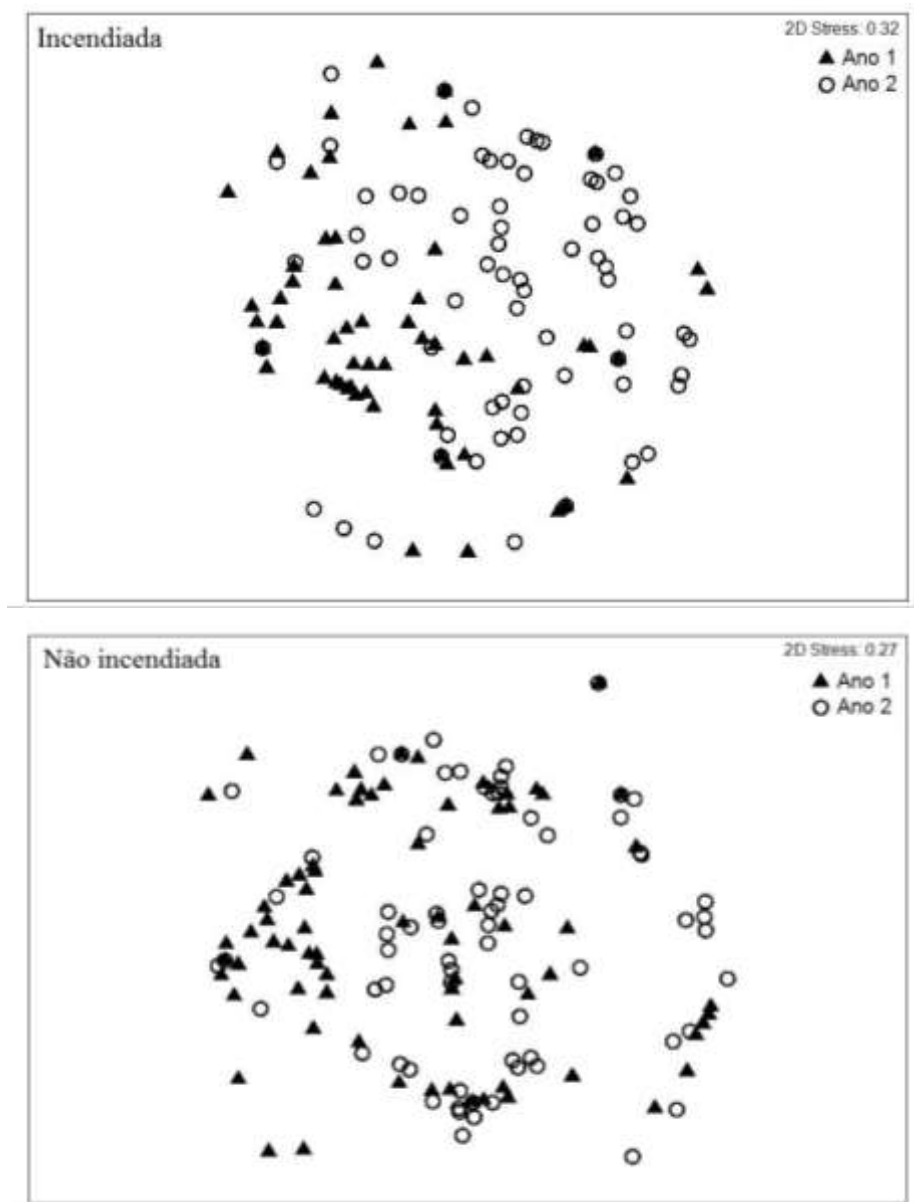 Incendiada
2D Stress: 0.32
Ano 1
Ano 2
Não incendiada
2D Stress: 0.27
Ano 1
Ano 2